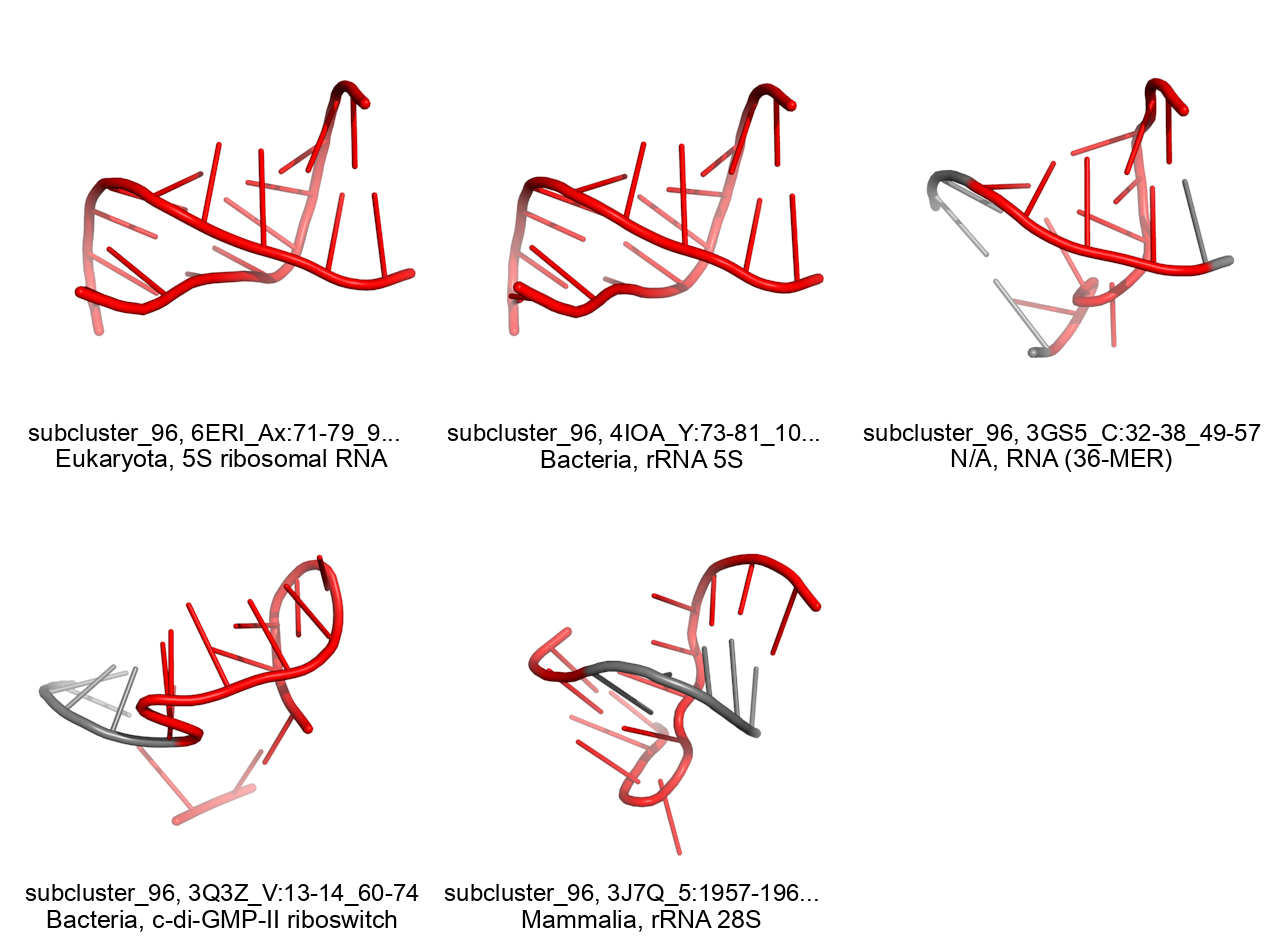 subcluster_96, 6ERI_Ax:71-79_9...
Eukaryota, 5S ribosomal RNA
subcluster_96, 4IOA_Y:73-81_10...
Bacteria, rRNA 5S
subcluster_96, 3GS5_C:32-38_49-57
N/A, RNA (36-MER)
subcluster_96, 3Q3Z_V:13-14_60-74
Bacteria, c-di-GMP-II riboswitch
subcluster_96, 3J7Q_5:1957-196...
Mammalia, rRNA 28S